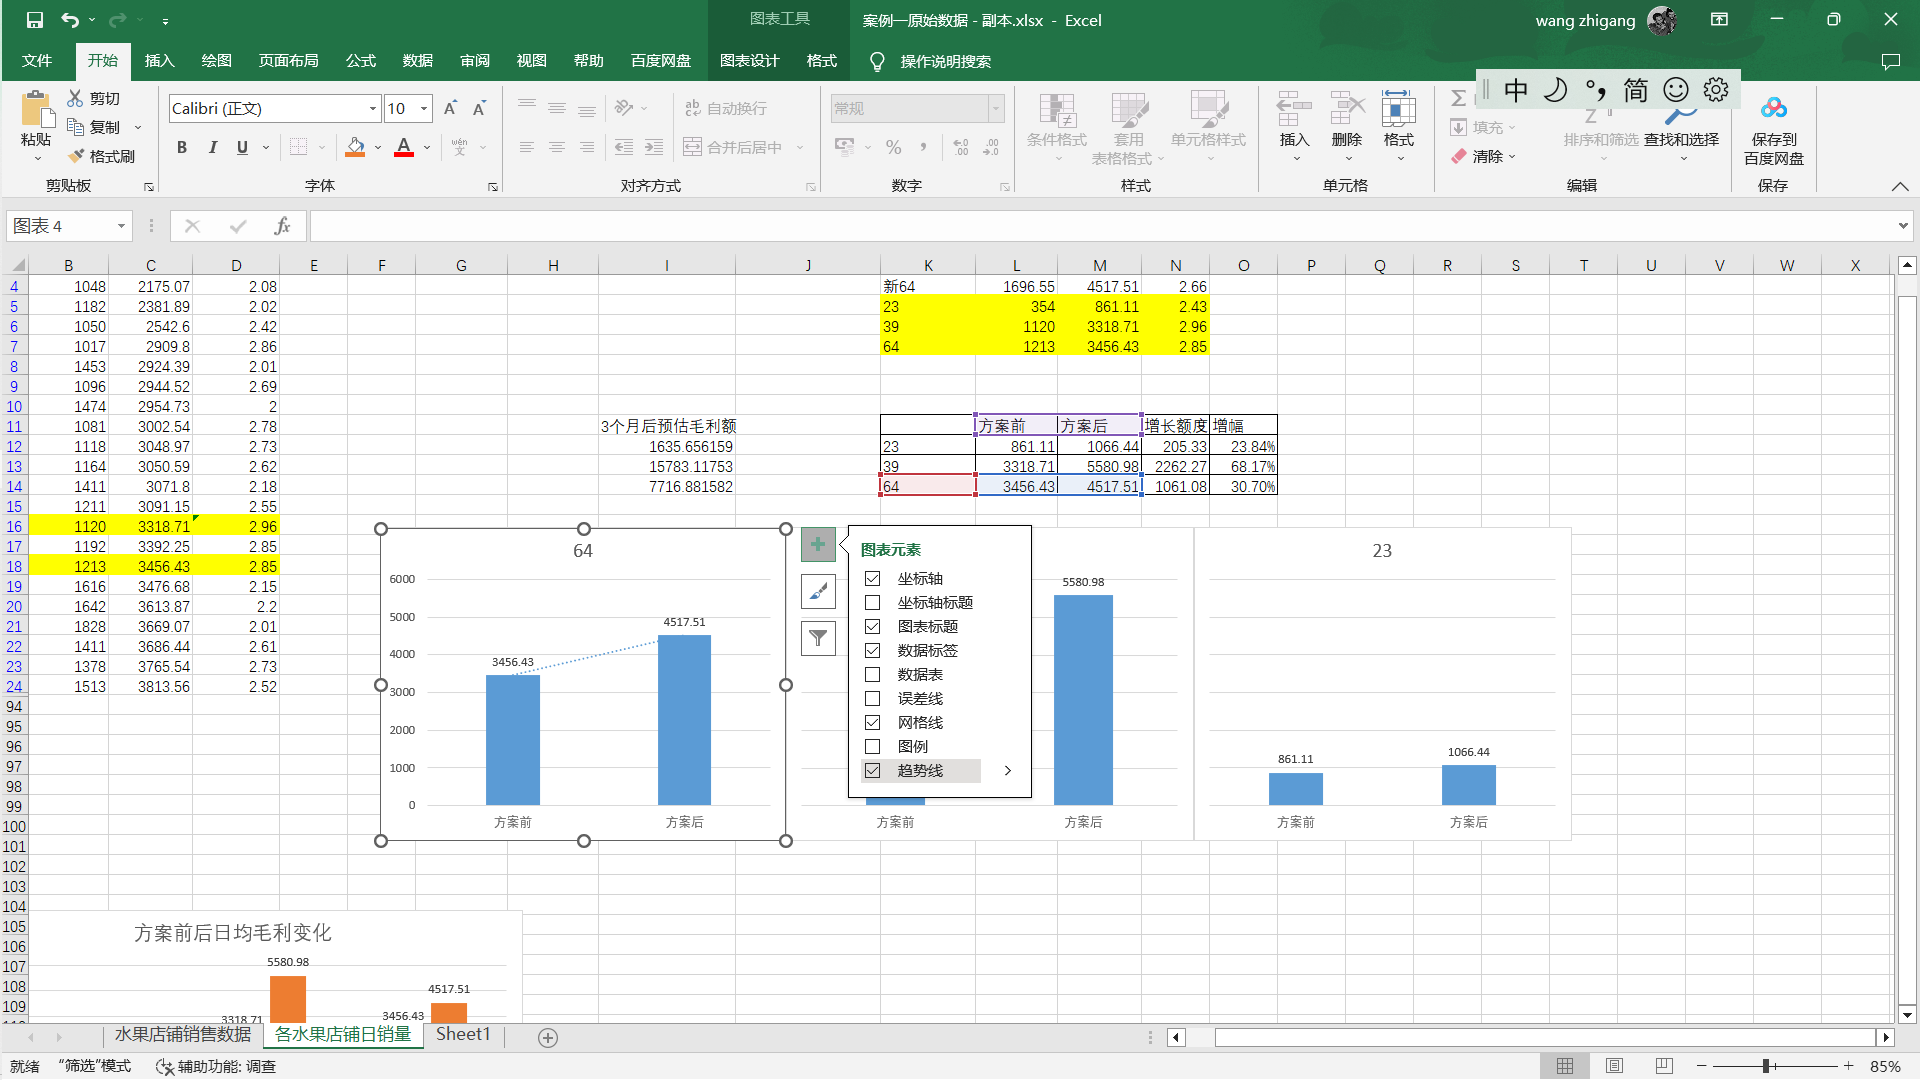 图表工具
案例一原始数据 - 副本.xlsx - Excel
wang zhigang
文件 开始 插入 绘图 页面布局 公式 数据 审阅 视图 帮助 百度网盘 图表设计 格式 操作说明搜索
中 简
粘贴 剪切 复制 格式刷
Calibri (正文) 10
B I U A wén 文
自动换行
合并后居中
常规
条件格式 套用 表格格式 单元格样式
插入 删除 格式
填充
清除
排序和筛选 查找和选择
保存到 百度网盘
剪贴板 字体 对齐方式 数字 样式 单元格 编辑 保存
图表 4 fx
B C D E F G H I J K L M N O P Q R S T U V W X
4 1048 2175.07 2.08 新64 1696.55 4517.51 2.66
5 1182 2381.89 2.02 23 354 861.11 2.43
6 1050 2542.6 2.42 39 1120 3318.71 2.96
7 1017 2909.8 2.86 64 1213 3456.43 2.85
8 1453 2924.39 2.01
9 1096 2944.52 2.69
10 1474 2954.73 2
11 1081 3002.54 2.78 3个月后预估毛利额 方案前 方案后 增长额度 增幅
12 1118 3048.97 2.73 1635.656159 23 861.11 1066.44 205.33 23.84%
13 1164 3050.59 2.62 15783.11753 39 3318.71 5580.98 2262.27 68.17%
14 1411 3071.8 2.18 7716.881582 64 3456.43 4517.51 1061.08 30.70%
15 1211 3091.15 2.55
16 1120 3318.71 2.96
17 1192 3392.25 2.85
18 1213 3456.43 2.85
19 1616 3476.68 2.15
20 1642 3613.87 2.2
21 1828 3669.07 2.01
22 1411 3686.44 2.61
23 1378 3765.54 2.73
24 1513 3813.56 2.52
94
95
96
97
98
99
100
101
102
103
104
105
106
107
108
109
64
6000
5000
4000
3000
2000
1000
0
3456.43
4517.51
方案前 方案后
图表元素
坐标轴
坐标轴标题
图表标题
数据标签
数据表
误差线
网格线
图例
趋势线
5580.98
方案前 方案后
23
861.11
1066.44
方案前 方案后
方案前后日均毛利变化
5580.98
4517.51
3318.71
3456.43
水果店铺销售数据 各水果店铺日销量 Sheet1
就绪 “筛选”模式 辅助功能: 调查
85%